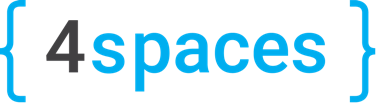 { 4spaces }